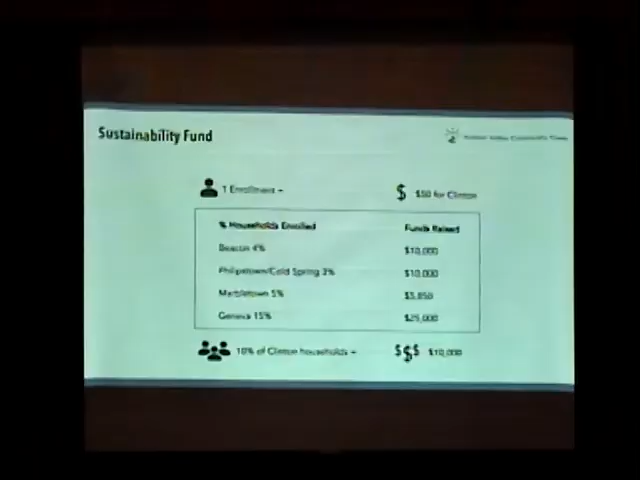 Sustainability Fund
1 Enrollment =
$50 for Clinton
% Households Enrolled
Funds Raised
Beacon 4%
$10,000
Philipstown/Cold Spring 3%
$10,000
Marbletown 5%
$5,850
Geneva 15%
$25,000
10% of Clinton households =
$$$ $10,000